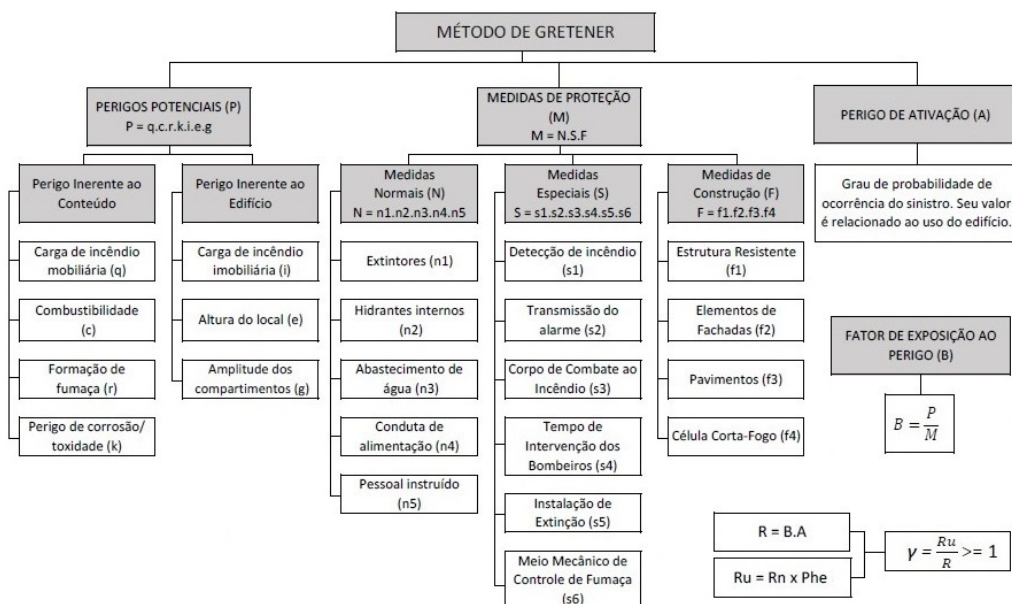 MÉTODO DE GRETENER
PERIGOS POTENCIAIS (P)
P = q.c.r.k.i.e.g
MEDIDAS DE PROTEÇÃO
(M)
M = N.S.F
PERIGO DE ATIVAÇÃO (A)
Perigo Inerente ao
Conteúdo
Carga de incêndio
mobiliária (q)
Combustibilidade
(c)
Formação de
fumaça (r)
Perigo de corrosão/
toxidade (k)
Perigo Inerente ao
Edifício
Carga de incêndio
imobiliária (i)
Altura do local (e)
Amplitude dos
compartimentos (g)
Medidas
Normais (N)
N = n1.n2.n3.n4.n5
Extintores (n1)
Hidrantes internos
(n2)
Abastecimento de
água (n3)
Conduta de
alimentação (n4)
Pessoal instruído
(n5)
Medidas
Especiais (S)
S = s1.s2.s3.s4.s5.s6
Detecção de incêndio
(s1)
Transmissão do
alarme (s2)
Corpo de Combate ao
Incêndio (s3)
Tempo de
Intervenção dos
Bombeiros (s4)
Instalação de
Extinção (s5)
Meio Mecânico de
Controle de Fumaça
(s6)
Medidas de
Construção (F)
F = f1.f2.f3.f4
Estrutura Resistente
(f1)
Elementos de
Fachadas (f2)
Pavimentos (f3)
Célula Corta-Fogo (f4)
Grau de probabilidade de
ocorrência do sinistro. Seu valor
é relacionado ao uso do edifício.
FATOR DE EXPOSIÇÃO AO
PERIGO (B)
B = P/M
R = B.A
Ru = Rn x Phe
γ = Ru/R >= 1